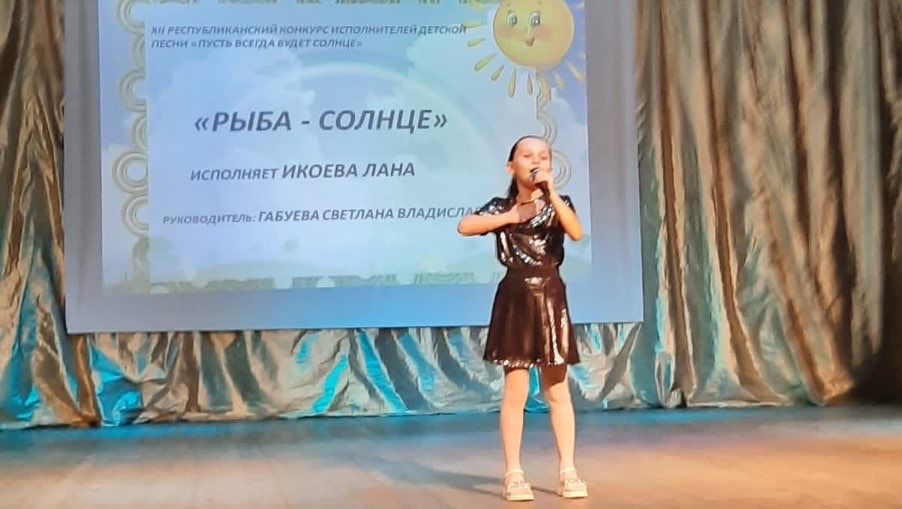 XII РЕСПУБЛИКАНСКИЙ КОНКУРС ИСПОЛНИТЕЛЕЙ ДЕТСКОЙ
ПЕСНИ «ПУСТЬ ВСЕГДА БУДЕТ СОЛНЦЕ»
«РЫБА - СОЛНЦЕ»
ИСПОЛНЯЕТ ИКОЕВА ЛАНА
РУКОВОДИТЕЛЬ: ГАБУЕВА СВЕТЛАНА